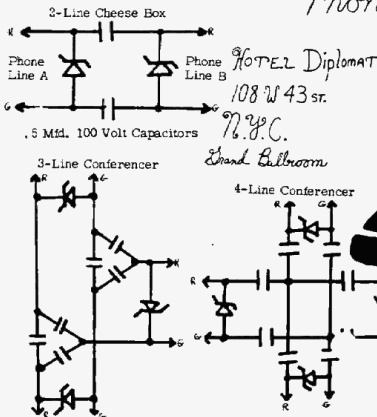 2-Line Cheese Box
R
R
Phone
Line A
Phone
Line B
G
G
.5 Mfd. 100 Volt Capacitors
HOTEL Diplomat
108 W 43 ST.
N.Y.C.
Grand Ballroom
3-Line Conferencer
R
G
R
G
R
G
4-Line Conferencer
R
G
R
G
R
G